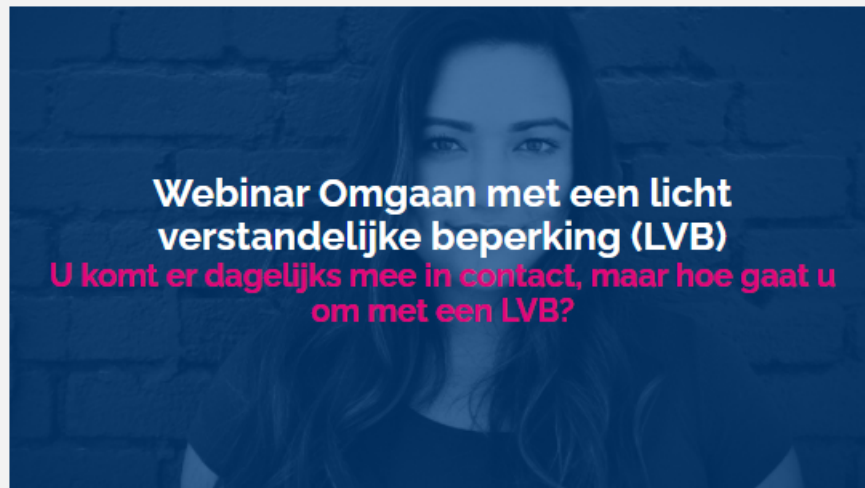 Webinar Omgaan met een licht
verstandelijke beperking (LVB)
U komt er dagelijks mee in contact, maar hoe gaat u
om met een LVB?